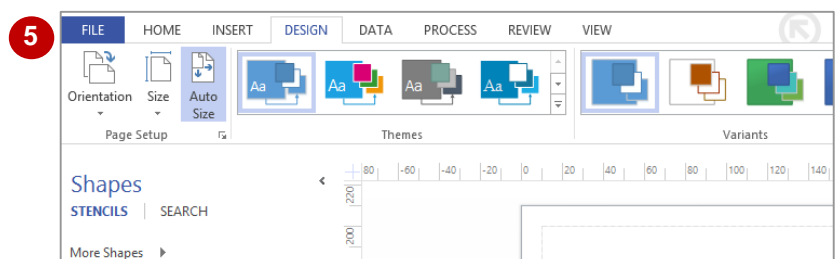 5
FILE HOME INSERT DESIGN DATA PROCESS REVIEW VIEW
Orientation Size Auto Size
Aa Aa Aa Aa
Page Setup Themes Variants
Shapes
STENCILS SEARCH
More Shapes
80 -60 -40 -20 0 20 40 60 80 100 120 140
220
200